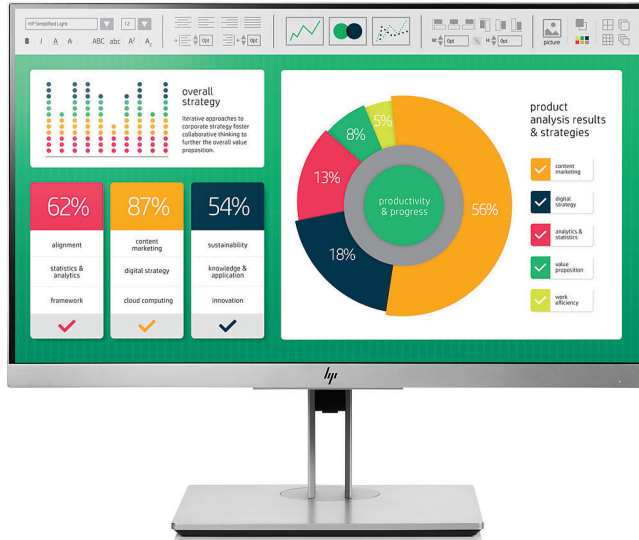 HP Simplified Light
12
B I A A ABC abc A² A₂
0pt
0pt
W: 0pt
H: 0pt
picture
overall
strategy
Iterative approaches to
corporate strategy foster
collaborative thinking to
further the overall value
proposition.
62%
alignment
statistics &
analytics
framework
87%
content
marketing
digital strategy
cloud computing
54%
sustainability
knowledge &
application
innovation
5%
8%
13%
18%
56%
productivity
& progress
product
analysis results
& strategies
content
marketing
digital
strategy
analytics &
statistics
value
proposition
work
efficiency
hp